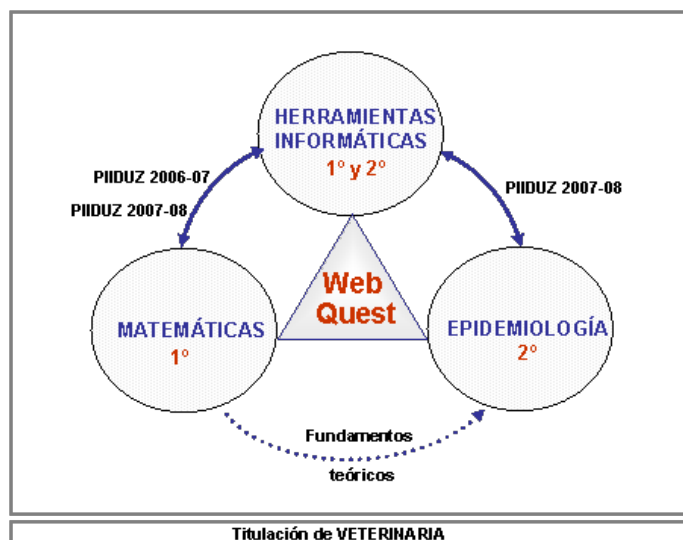 HERRAMIENTAS
INFORMÁTICAS
1º y 2º
PIIDUZ 2006-07
PIIDUZ 2007-08
PIIDUZ 2007-08
Web
Quest
MATEMÁTICAS
1º
EPIDEMIOLOGÍA
2º
Fundamentos
teóricos
Titulación de VETERINARIA